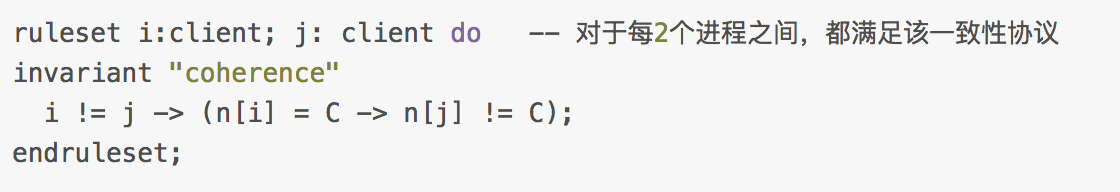 ruleset i:client; j: client do   -- 对于每2个进程之间，都满足该一致性协议
invariant "coherence"
  i != j -> (n[i] = C -> n[j] != C);
endruleset;